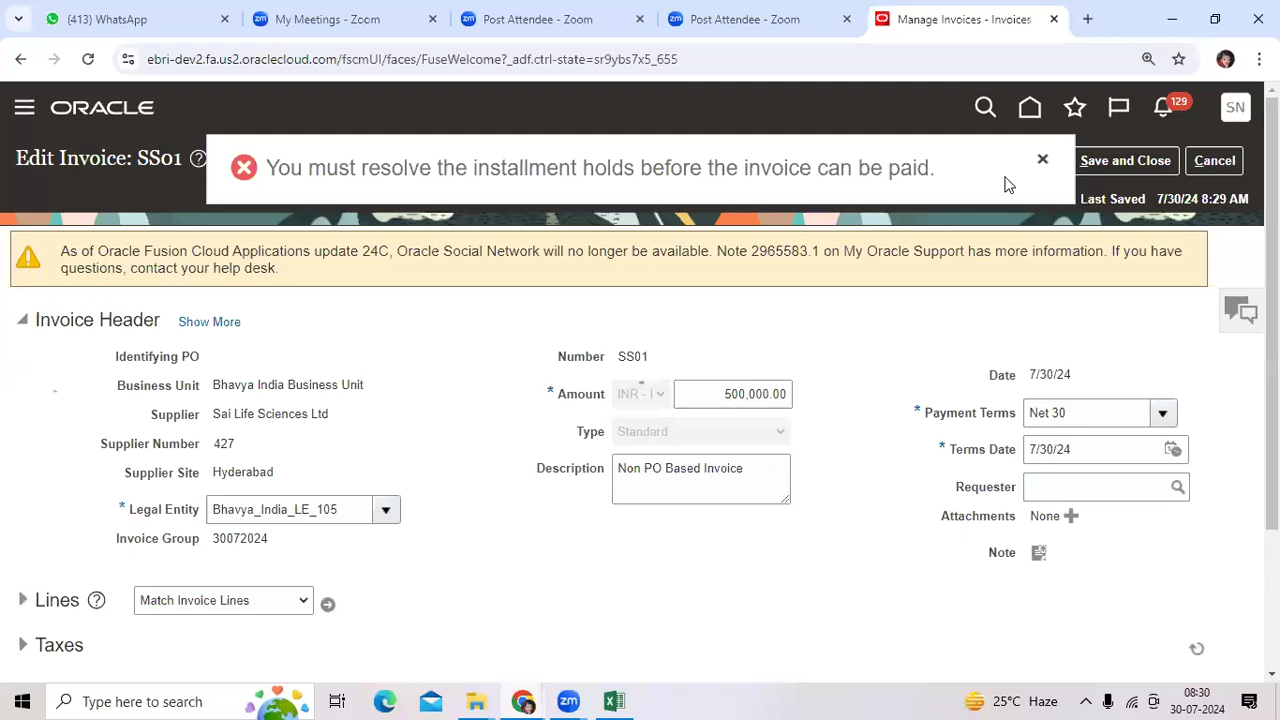 (413) WhatsApp
My Meetings - Zoom
Post Attendee - Zoom
Post Attendee - Zoom
Manage Invoices - Invoices
ebri-dev2.fa.us2.oraclecloud.com/fscmUI/faces/FuseWelcome?_adf.ctrl-state=sr9ybs7x5_655
ORACLE
129
SN
Edit Invoice: SS01 ?
You must resolve the installment holds before the invoice can be paid.
Save and Close
Cancel
Last Saved 7/30/24 8:29 AM
As of Oracle Fusion Cloud Applications update 24C, Oracle Social Network will no longer be available. Note 2965583.1 on My Oracle Support has more information. If you have
questions, contact your help desk.
Invoice Header Show More
Identifying PO
Business Unit Bhavya India Business Unit
Supplier Sai Life Sciences Ltd
Supplier Number 427
Supplier Site Hyderabad
* Legal Entity Bhavya_India_LE_105
Invoice Group 30072024
Number SS01
* Amount INR - 500,000.00
Type Standard
Description Non PO Based Invoice
Date 7/30/24
* Payment Terms Net 30
* Terms Date 7/30/24
Requester
Attachments None
Note
Lines ? Match Invoice Lines
Taxes
Type here to search
25°C Haze
08:30
30-07-2024